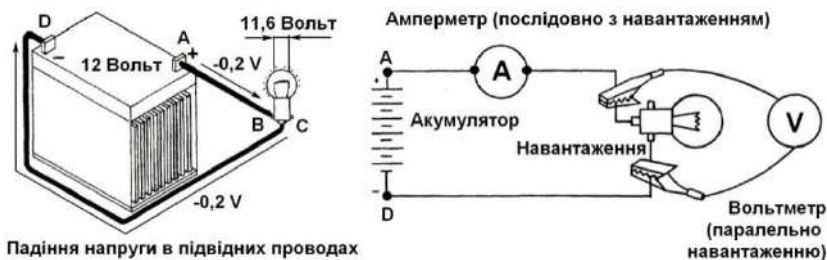 11,6 Вольт
D
A
-
+
-0,2 V
12 Вольт
B
C
-0,2 V
Падіння напруги в підвідних проводах
Амперметр (послідовно з навантаженням)
A
+
A
Акумулятор
Навантаження
V
-
D
Вольтметр
(паралельно
навантаженню)